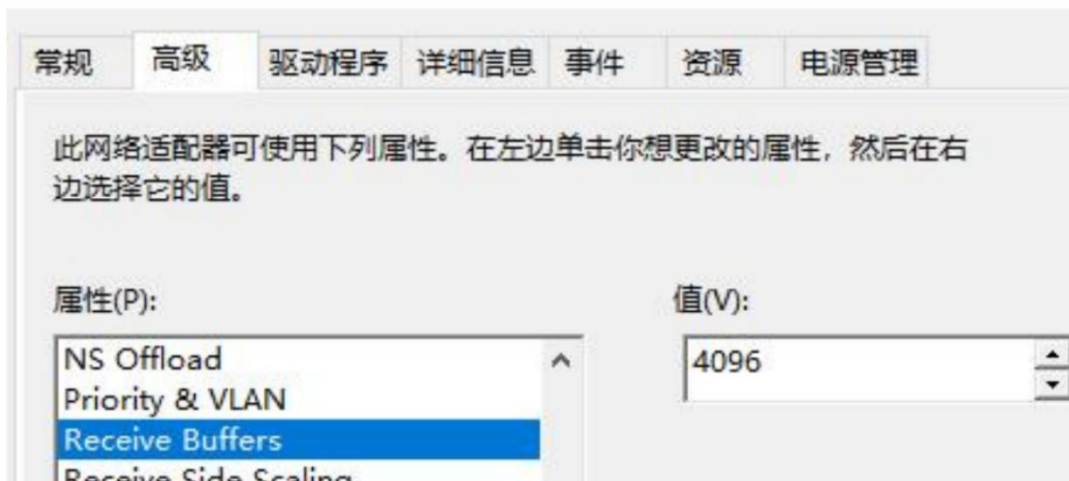 常规 高级 驱动程序 详细信息 事件 资源 电源管理
此网络适配器可使用下列属性。在左边单击你想更改的属性，然后在右
边选择它的值。
属性(P): 值(V):
NS Offload 4096
Priority & VLAN
Receive Buffers
Receive Side Scaling